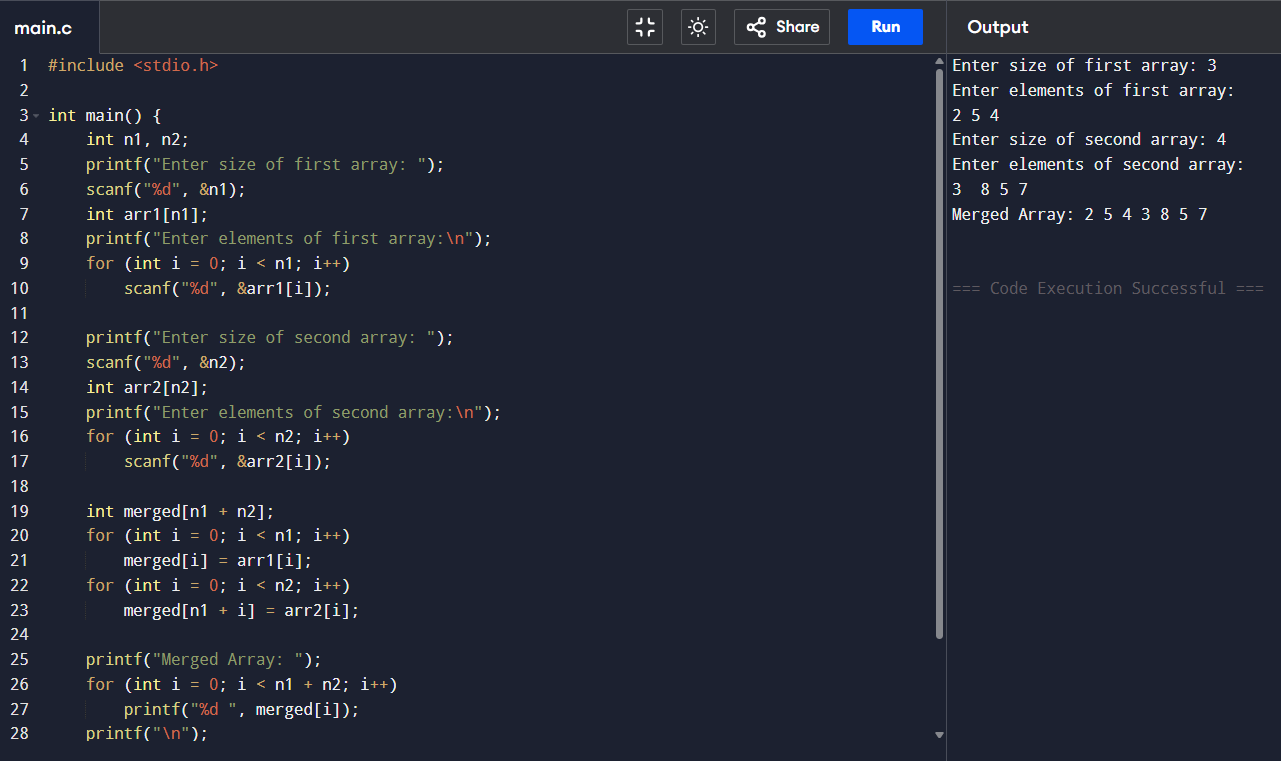 main.c
Share
Run
Output
1 #include <stdio.h>
2
3 int main() {
4     int n1, n2;
5     printf("Enter size of first array: ");
6     scanf("%d", &n1);
7     int arr1[n1];
8     printf("Enter elements of first array:\n");
9     for (int i = 0; i < n1; i++)
10         scanf("%d", &arr1[i]);
11
12     printf("Enter size of second array: ");
13     scanf("%d", &n2);
14     int arr2[n2];
15     printf("Enter elements of second array:\n");
16     for (int i = 0; i < n2; i++)
17         scanf("%d", &arr2[i]);
18
19     int merged[n1 + n2];
20     for (int i = 0; i < n1; i++)
21         merged[i] = arr1[i];
22     for (int i = 0; i < n2; i++)
23         merged[n1 + i] = arr2[i];
24
25     printf("Merged Array: ");
26     for (int i = 0; i < n1 + n2; i++)
27         printf("%d ", merged[i]);
28     printf("\n");
Enter size of first array: 3
Enter elements of first array:
2 5 4
Enter size of second array: 4
Enter elements of second array:
3  8 5 7
Merged Array: 2 5 4 3 8 5 7
=== Code Execution Successful ===